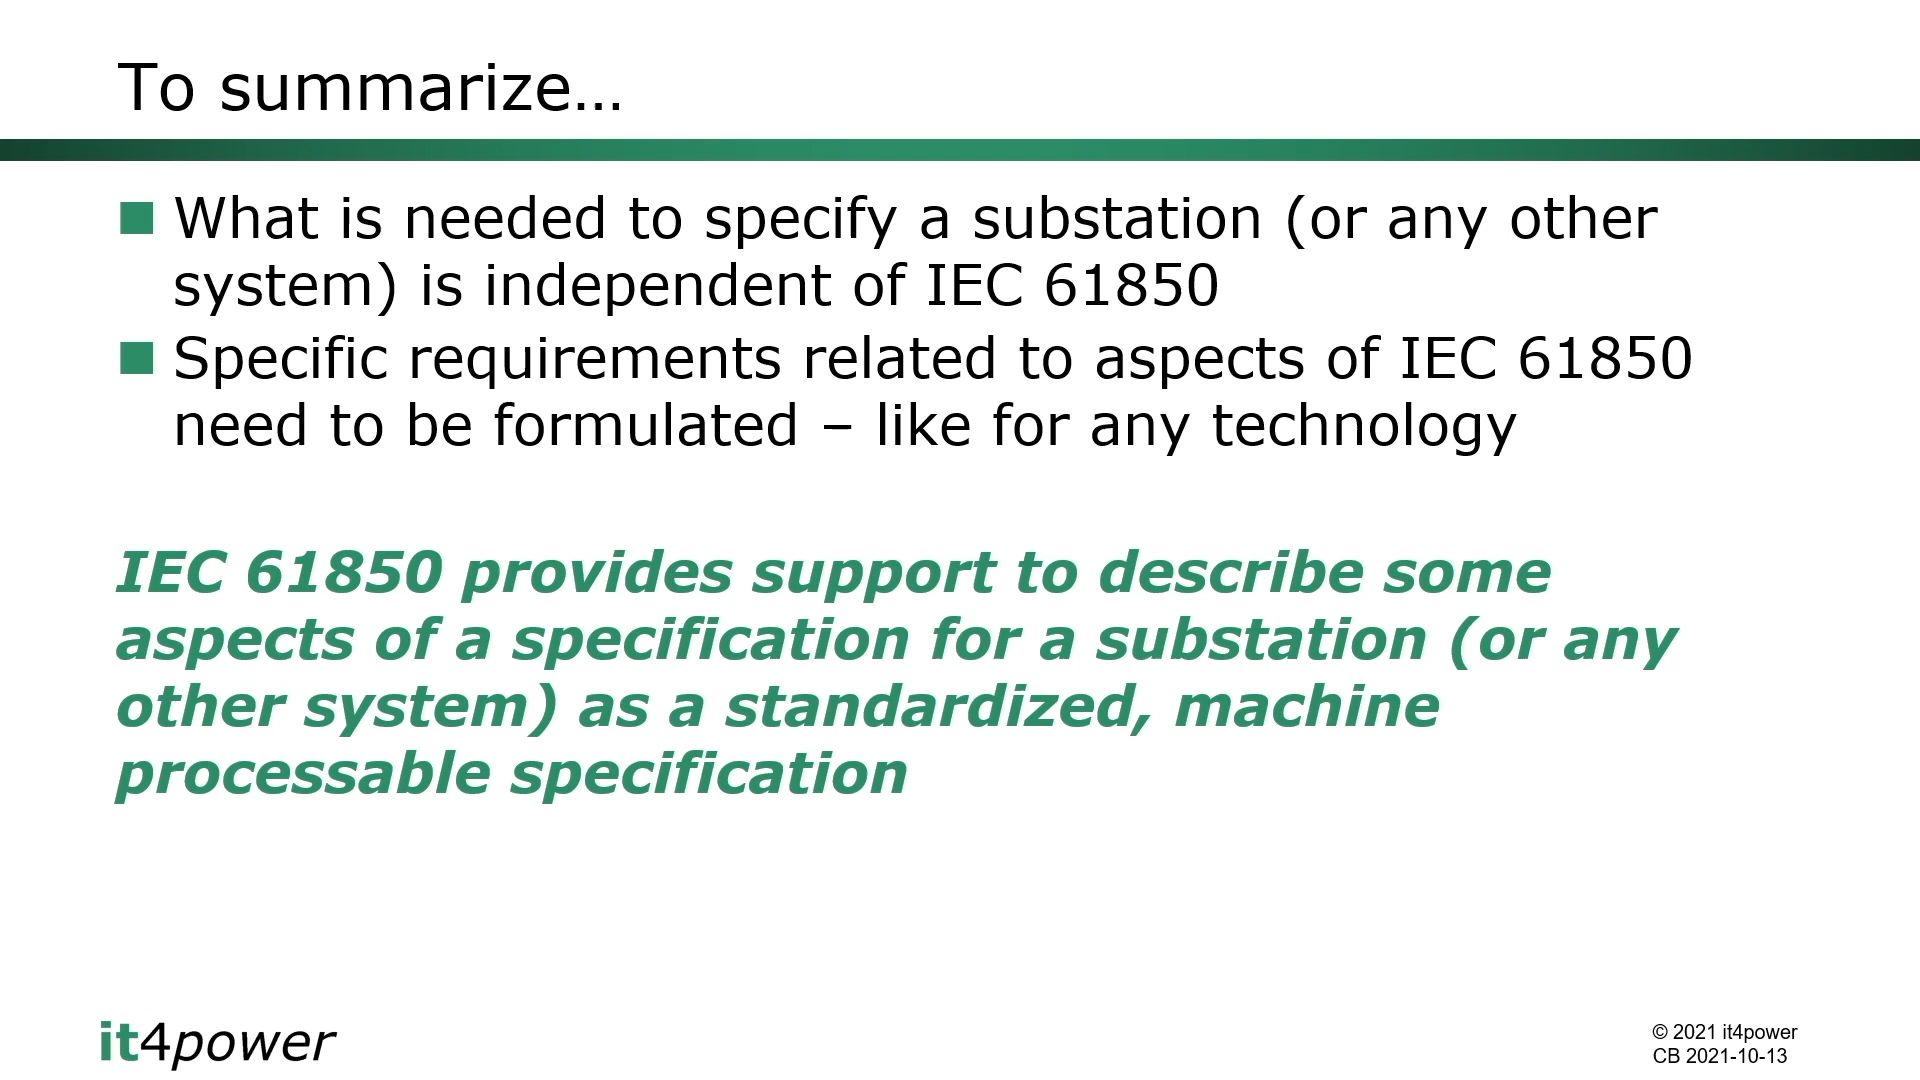 To summarize…
What is needed to specify a substation (or any other
system) is independent of IEC 61850
Specific requirements related to aspects of IEC 61850
need to be formulated – like for any technology
IEC 61850 provides support to describe some
aspects of a specification for a substation (or any
other system) as a standardized, machine
processable specification
it4power
© 2021 it4power
CB 2021-10-13